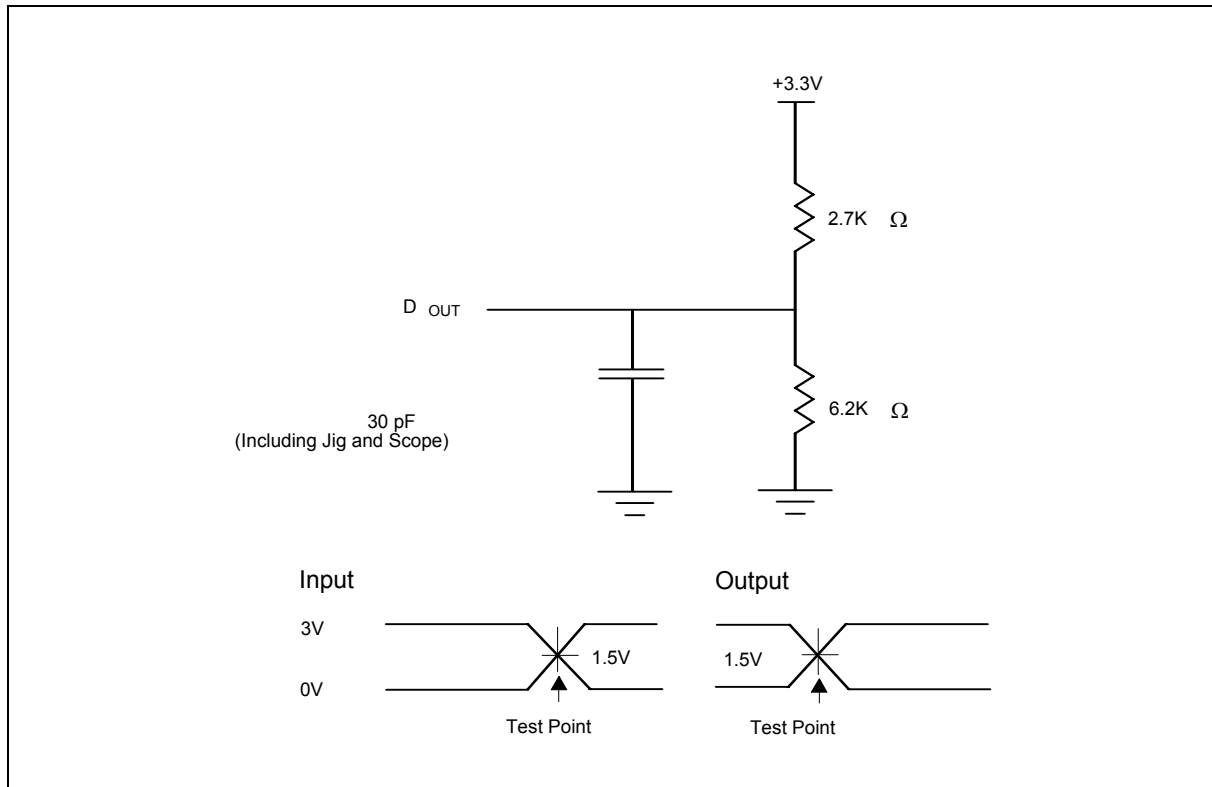 +3.3V
2.7K Ω
D OUT
6.2K Ω
30 pF
(Including Jig and Scope)
Input
Output
3V
1.5V
1.5V
0V
Test Point
Test Point